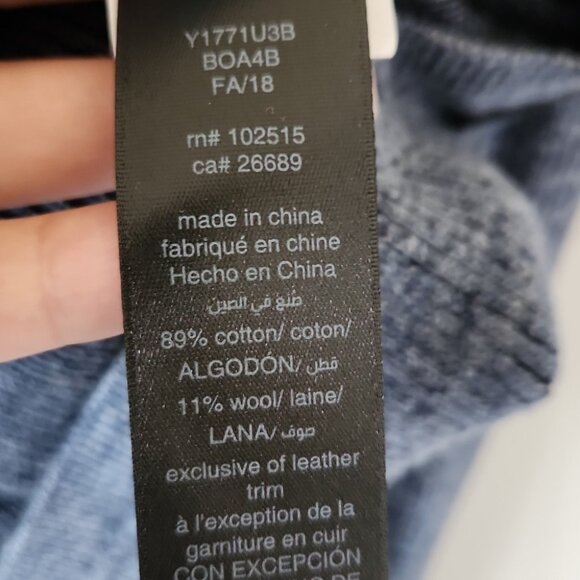 Y1771U3B
BOA4B
FA/18
rn# 102515
ca# 26689
made in china
fabriqué en chine
Hecho en China
صنع في الصين
89% cotton/ coton/
ALGODÓN/ قطن
11% wool/ laine/
LANA/ صوف
exclusive of leather
trim
à l'exception de la
garniture en cuir
CON EXCEPCIÓN
DE